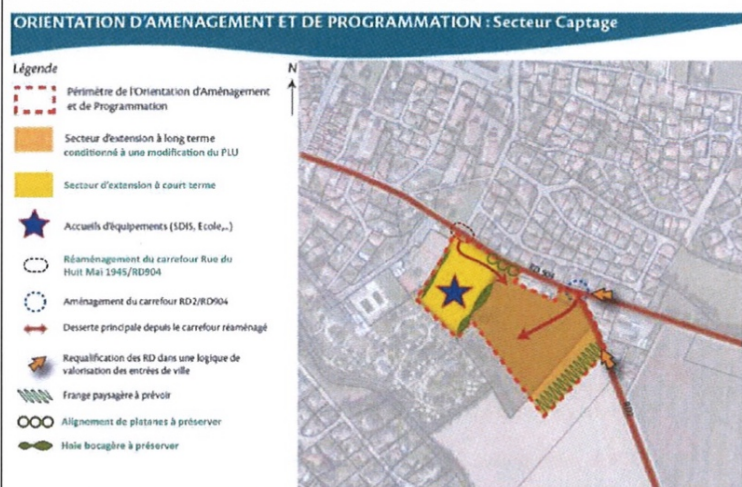 ORIENTATION D'AMENAGEMENT ET DE PROGRAMMATION : Secteur Captage
Légende
N
Périmètre de l'Orientation d'Aménagement
et de Programmation
Secteur d'extension à long terme
conditionné à une modification du PLU
Secteur d'extension à court terme
Accueils d'équipements (SDIS, Ecole,..)
Réaménagement du carrefour Rue du
Huit Mai 1945/RD904
Aménagement du carrefour RD2/RD904
Desserte principale depuis le carrefour réaménagé
Requalification des RD dans une logique de
valorisation des entrées de ville
Frange paysagère à prévoir
Alignement de platanes à préserver
Haie bocagère à préserver
RD 904